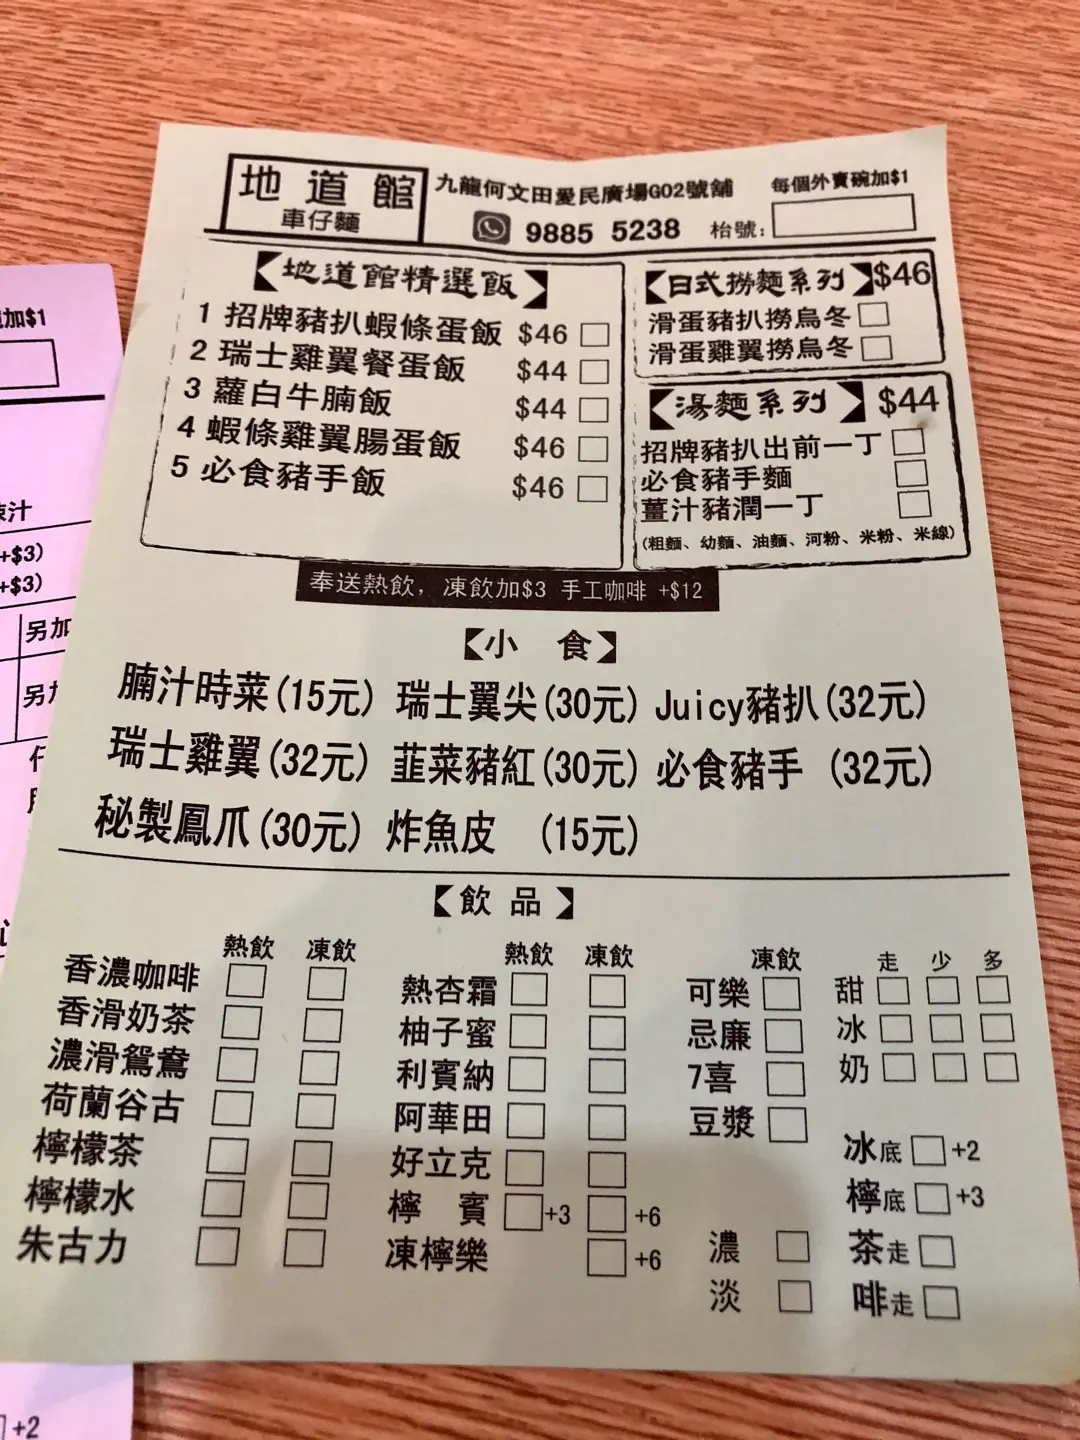 地道館
車仔麵
九龍何文田愛民廣場G02號舖
每個外賣碗加$1
9885 5238 枱號:
【地道館精選飯】
1 招牌豬扒蝦條蛋飯 $46
2 瑞士雞翼餐蛋飯 $44
3 蘿白牛腩飯 $44
4 蝦條雞翼腸蛋飯 $46
5 必食豬手飯 $46
【日式撈麵系列】$46
滑蛋豬扒撈烏冬
滑蛋雞翼撈烏冬
【湯麵系列】 $44
招牌豬扒出前一丁
必食豬手麵
薑汁豬潤一丁
(粗麵、幼麵、油麵、河粉、米粉、米線)
奉送熱飲, 凍飲加$3 手工咖啡 +$12
【小 食】
腩汁時菜(15元) 瑞士翼尖(30元) Juicy豬扒(32元)
瑞士雞翼(32元) 韮菜豬紅(30元) 必食豬手 (32元)
秘製鳳爪(30元) 炸魚皮 (15元)
【飲 品】
熱飲 凍飲
香濃咖啡
香滑奶茶
濃滑鴛鴦
荷蘭谷古
檸檬茶
檸檬水
朱古力
熱飲 凍飲
熱杏霜
柚子蜜
利賓納
阿華田
好立克
檸 賓 +3 +6
凍檸樂 +6
凍飲
可樂
忌廉
7喜
豆漿
濃
淡
走 少 多
甜
冰
奶
冰底 +2
檸底 +3
茶走
啡走
加$1
汁
+$3)
+$3)
另加
+2